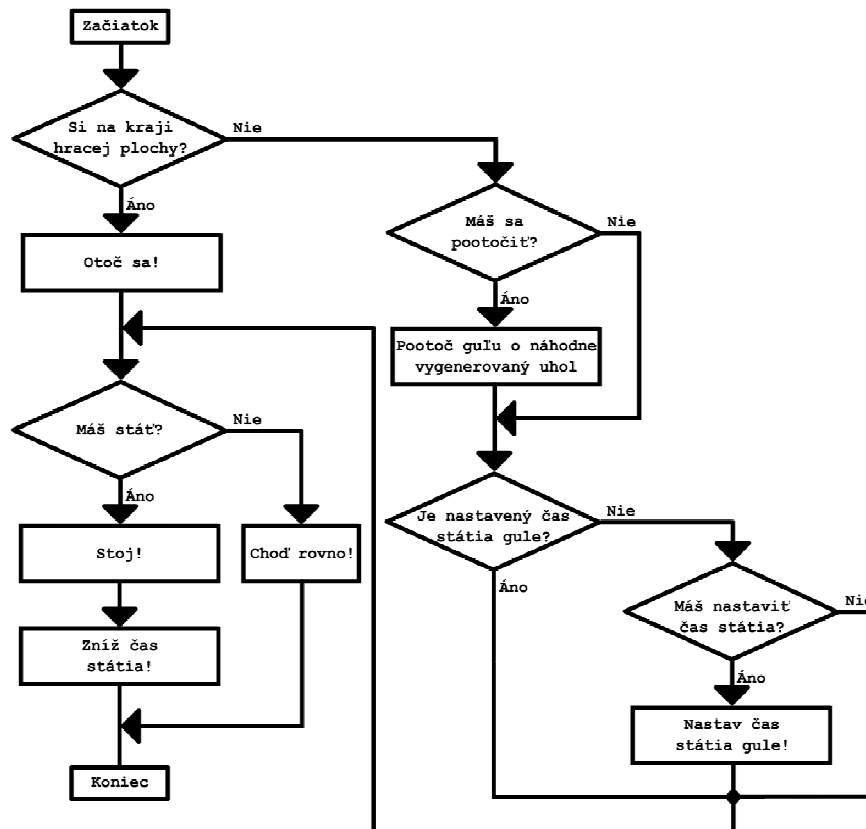 Začiatok
Si na kraji
hracej plochy?
Nie
Áno
Otoč sa!
Máš sa
pootočiť?
Nie
Áno
Pootoč guľu o náhodne
vygenerovaný uhol
Máš stáť?
Nie
Áno
Stoj!
Choď rovno!
Zníž čas
státia!
Koniec
Je nastavený čas
státia gule?
Nie
Áno
Máš nastaviť
čas státia?
Nie
Áno
Nastav čas
státia gule!